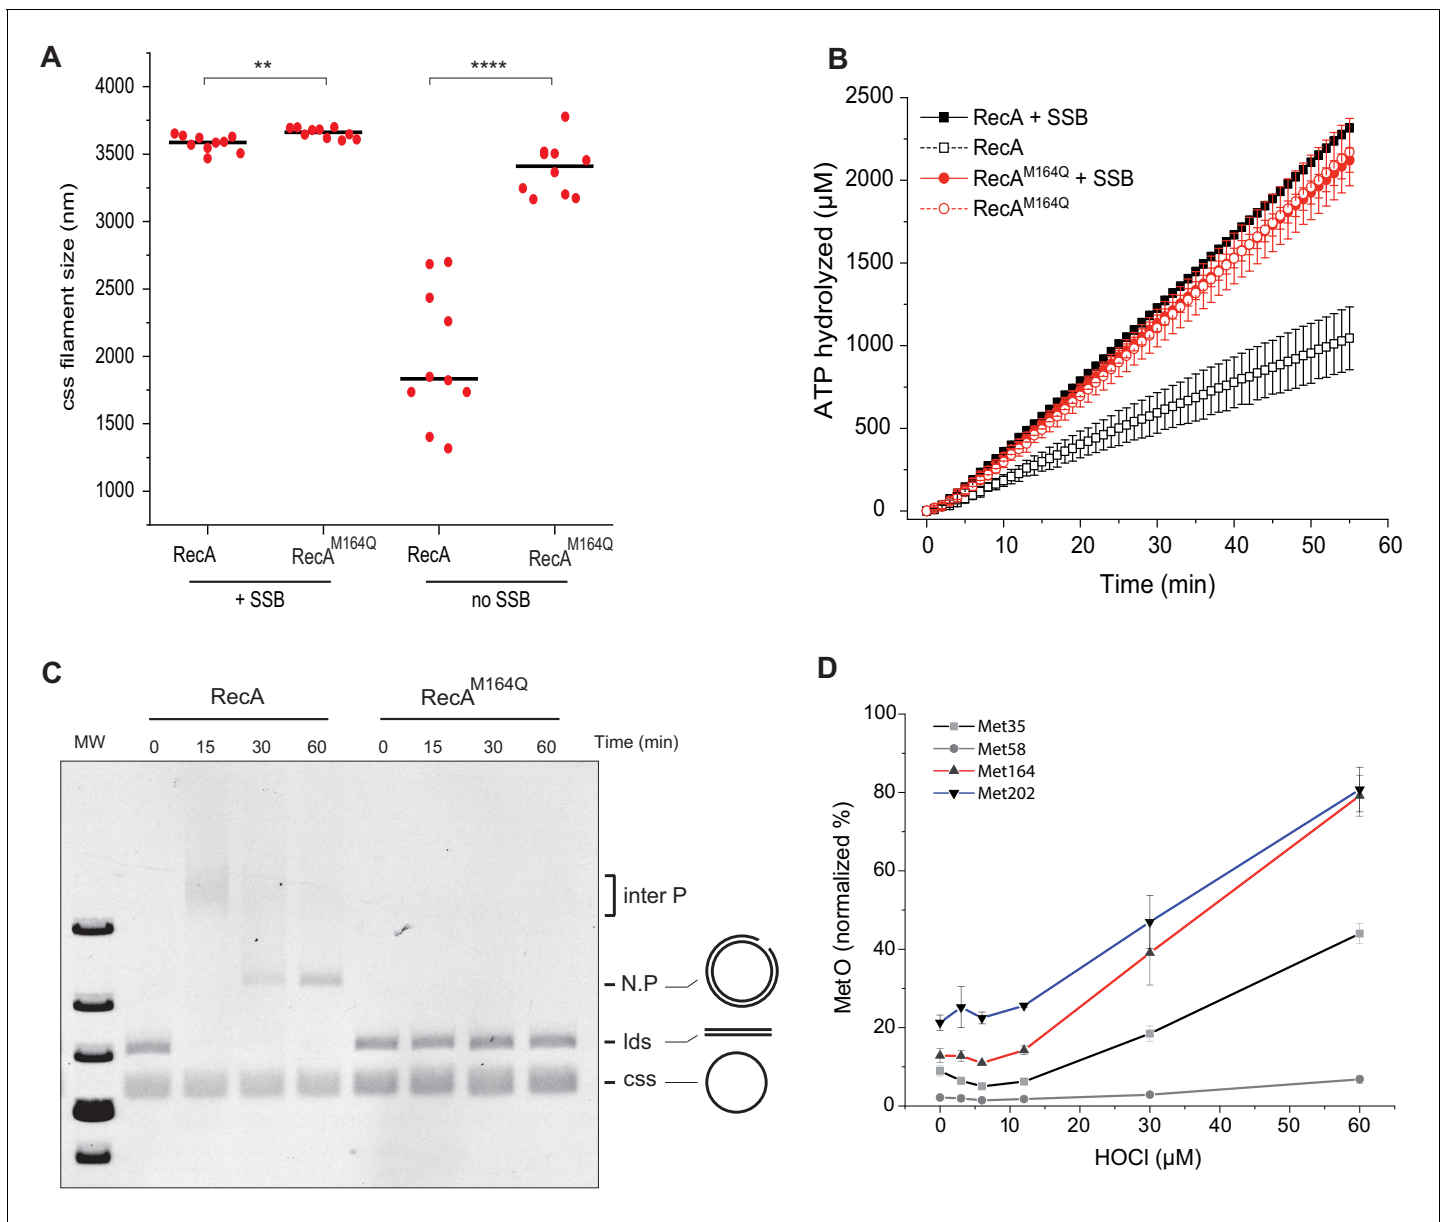 A
css filament size (nm)
4000
3500
3000
2500
2000
1500
1000
**
****
RecA
RecA^M164Q
RecA
RecA^M164Q
+ SSB
no SSB
B
ATP hydrolyzed (µM)
2500
2000
1500
1000
500
0
RecA + SSB
RecA
RecA^M164Q + SSB
RecA^M164Q
0 10 20 30 40 50 60
Time (min)
C
RecA
RecA^M164Q
MW 0 15 30 60 0 15 30 60 Time (min)
inter P
N.P
lds
css
D
MetO (normalized %)
100
80
60
40
20
0
Met35
Met58
Met164
Met202
0 10 20 30 40 50 60
HOCl (µM)